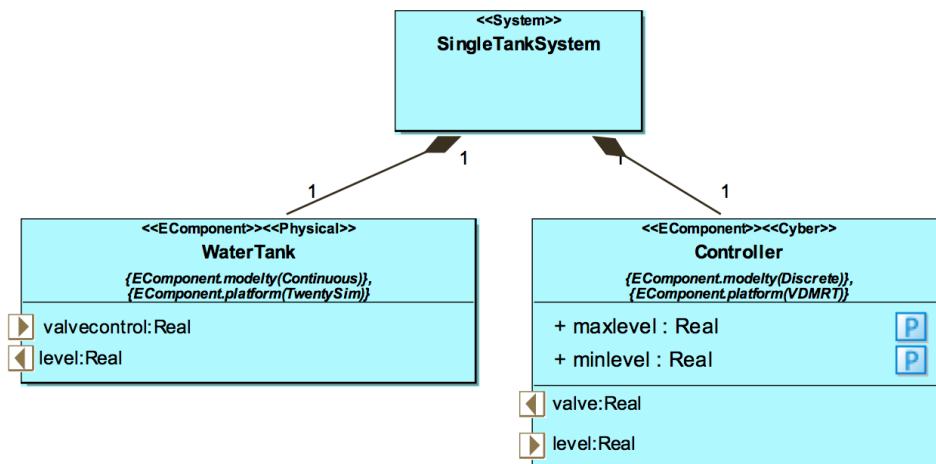 <<System>>
SingleTankSystem
1
1
1
1
<<EComponent>><<Physical>>
WaterTank
{EComponent.modelty(Continuous)},
{EComponent.platform(TwentySim)}
valvecontrol:Real
level:Real
<<EComponent>><<Cyber>>
Controller
{EComponent.modelty(Discrete)},
{EComponent.platform(VDMRT)}
+ maxlevel : Real P
+ minlevel : Real P
valve:Real
level:Real